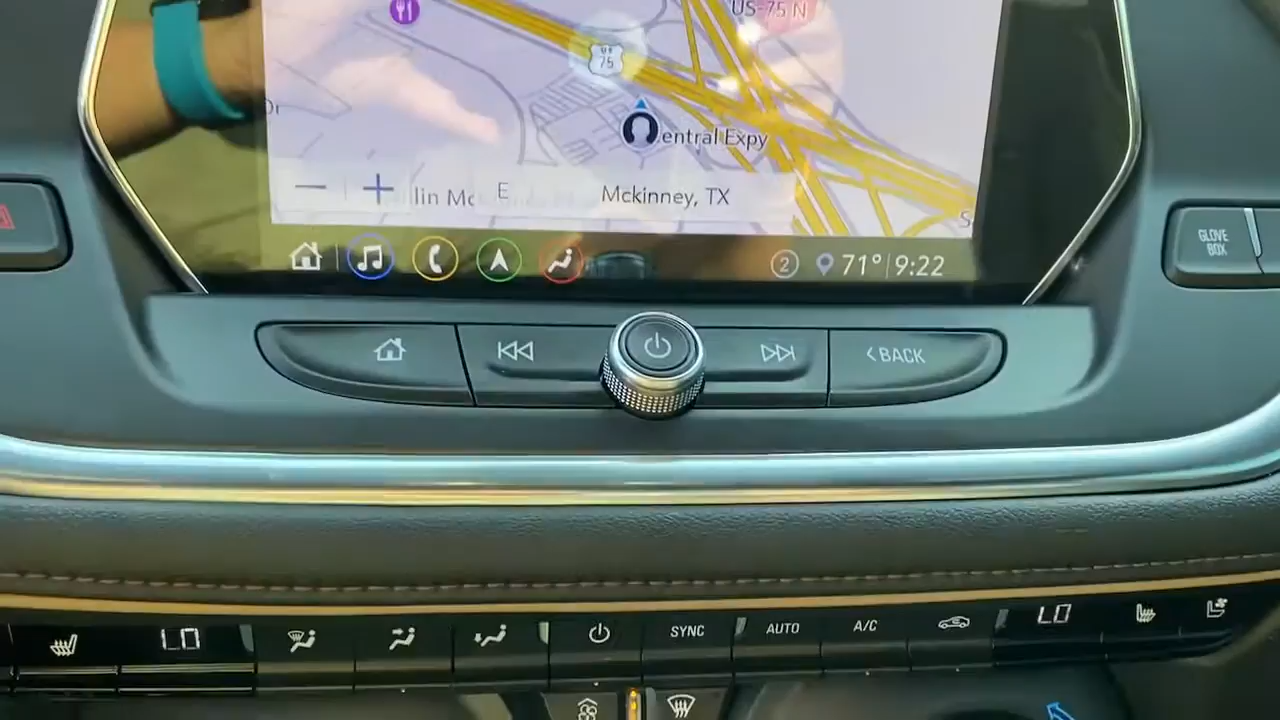 US-75 N
75
entral Expy
Mckinney, TX
E
2
71° 9:22
GLOVE
BOX
<BACK
LO
SYNC
AUTO
A/C
LO